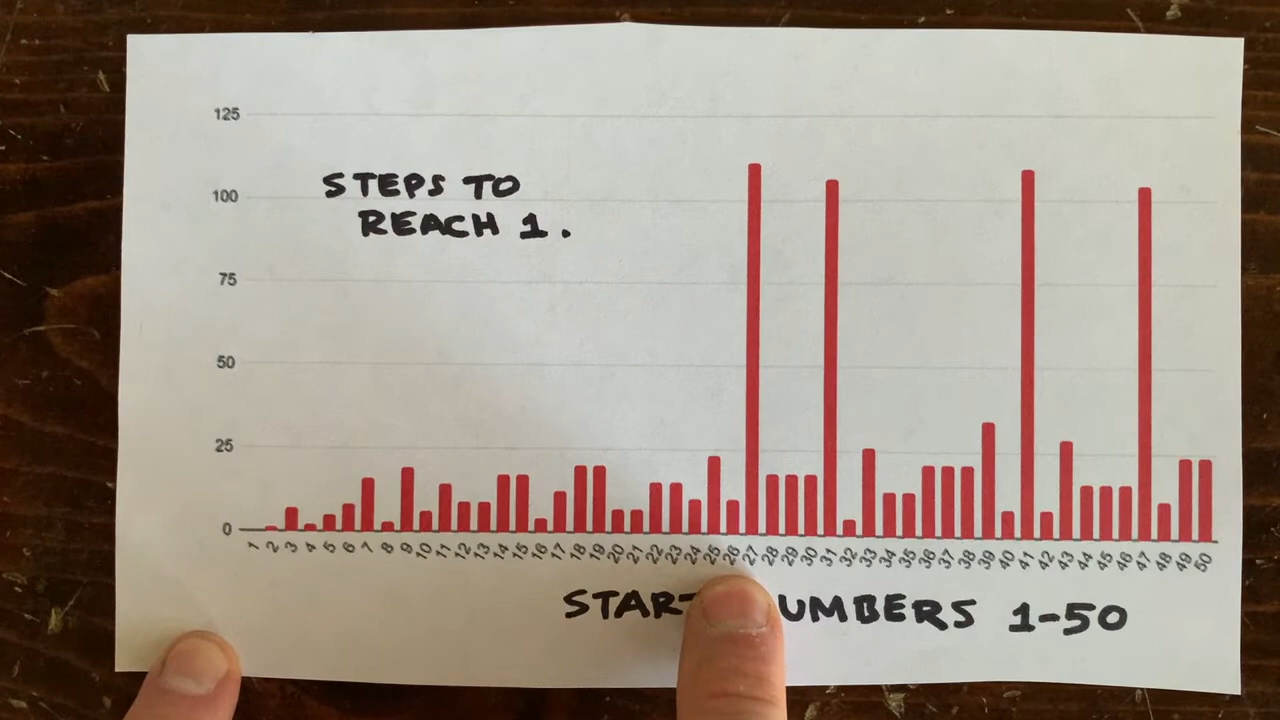 125
STEPS TO
100
REACH 1.
75
50
25
0
1 2 3 4 5 6 7 8 9 10 11 12 13 14 15 16 17 18 19 20 21 22 23 24 25 26 27 28 29 30 31 32 33 34 35 36 37 38 39 40 41 42 43 44 45 46 47 48 49 50
UMBERS 1-50